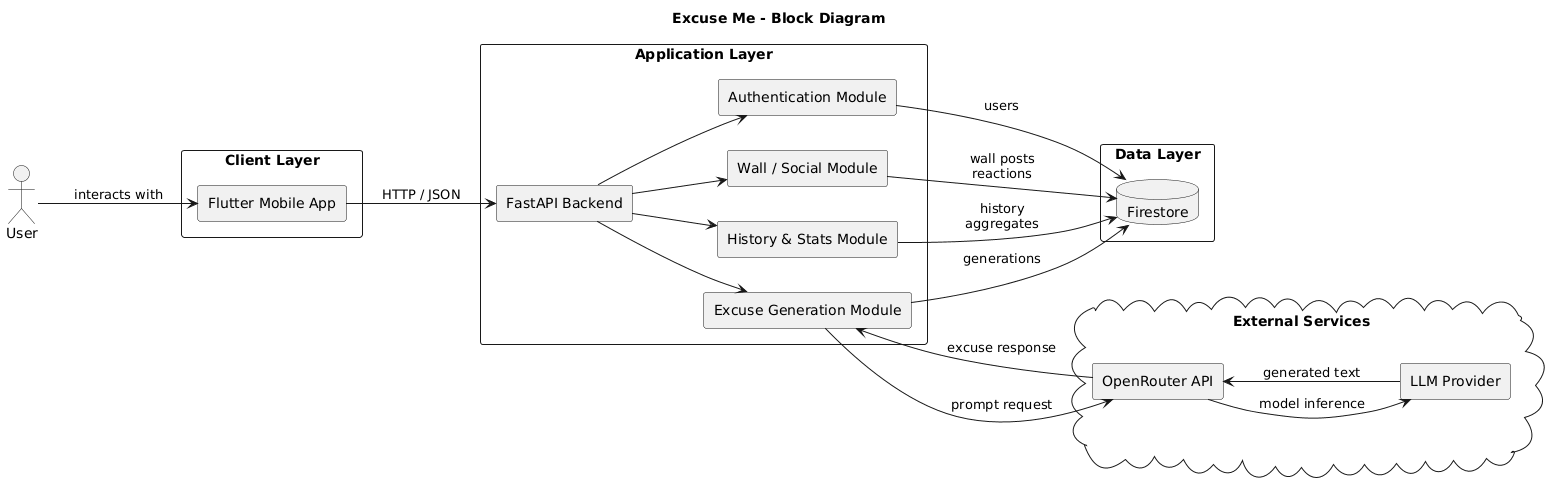 Excuse Me - Block Diagram
Application Layer
Authentication Module
users
Client Layer
Data Layer
wall posts
reactions
Wall / Social Module
interacts with
HTTP / JSON
Flutter Mobile App
FastAPI Backend
Firestore
history
aggregates
User
History & Stats Module
generations
Excuse Generation Module
External Services
excuse response
generated text
OpenRouter API
LLM Provider
prompt request
model inference